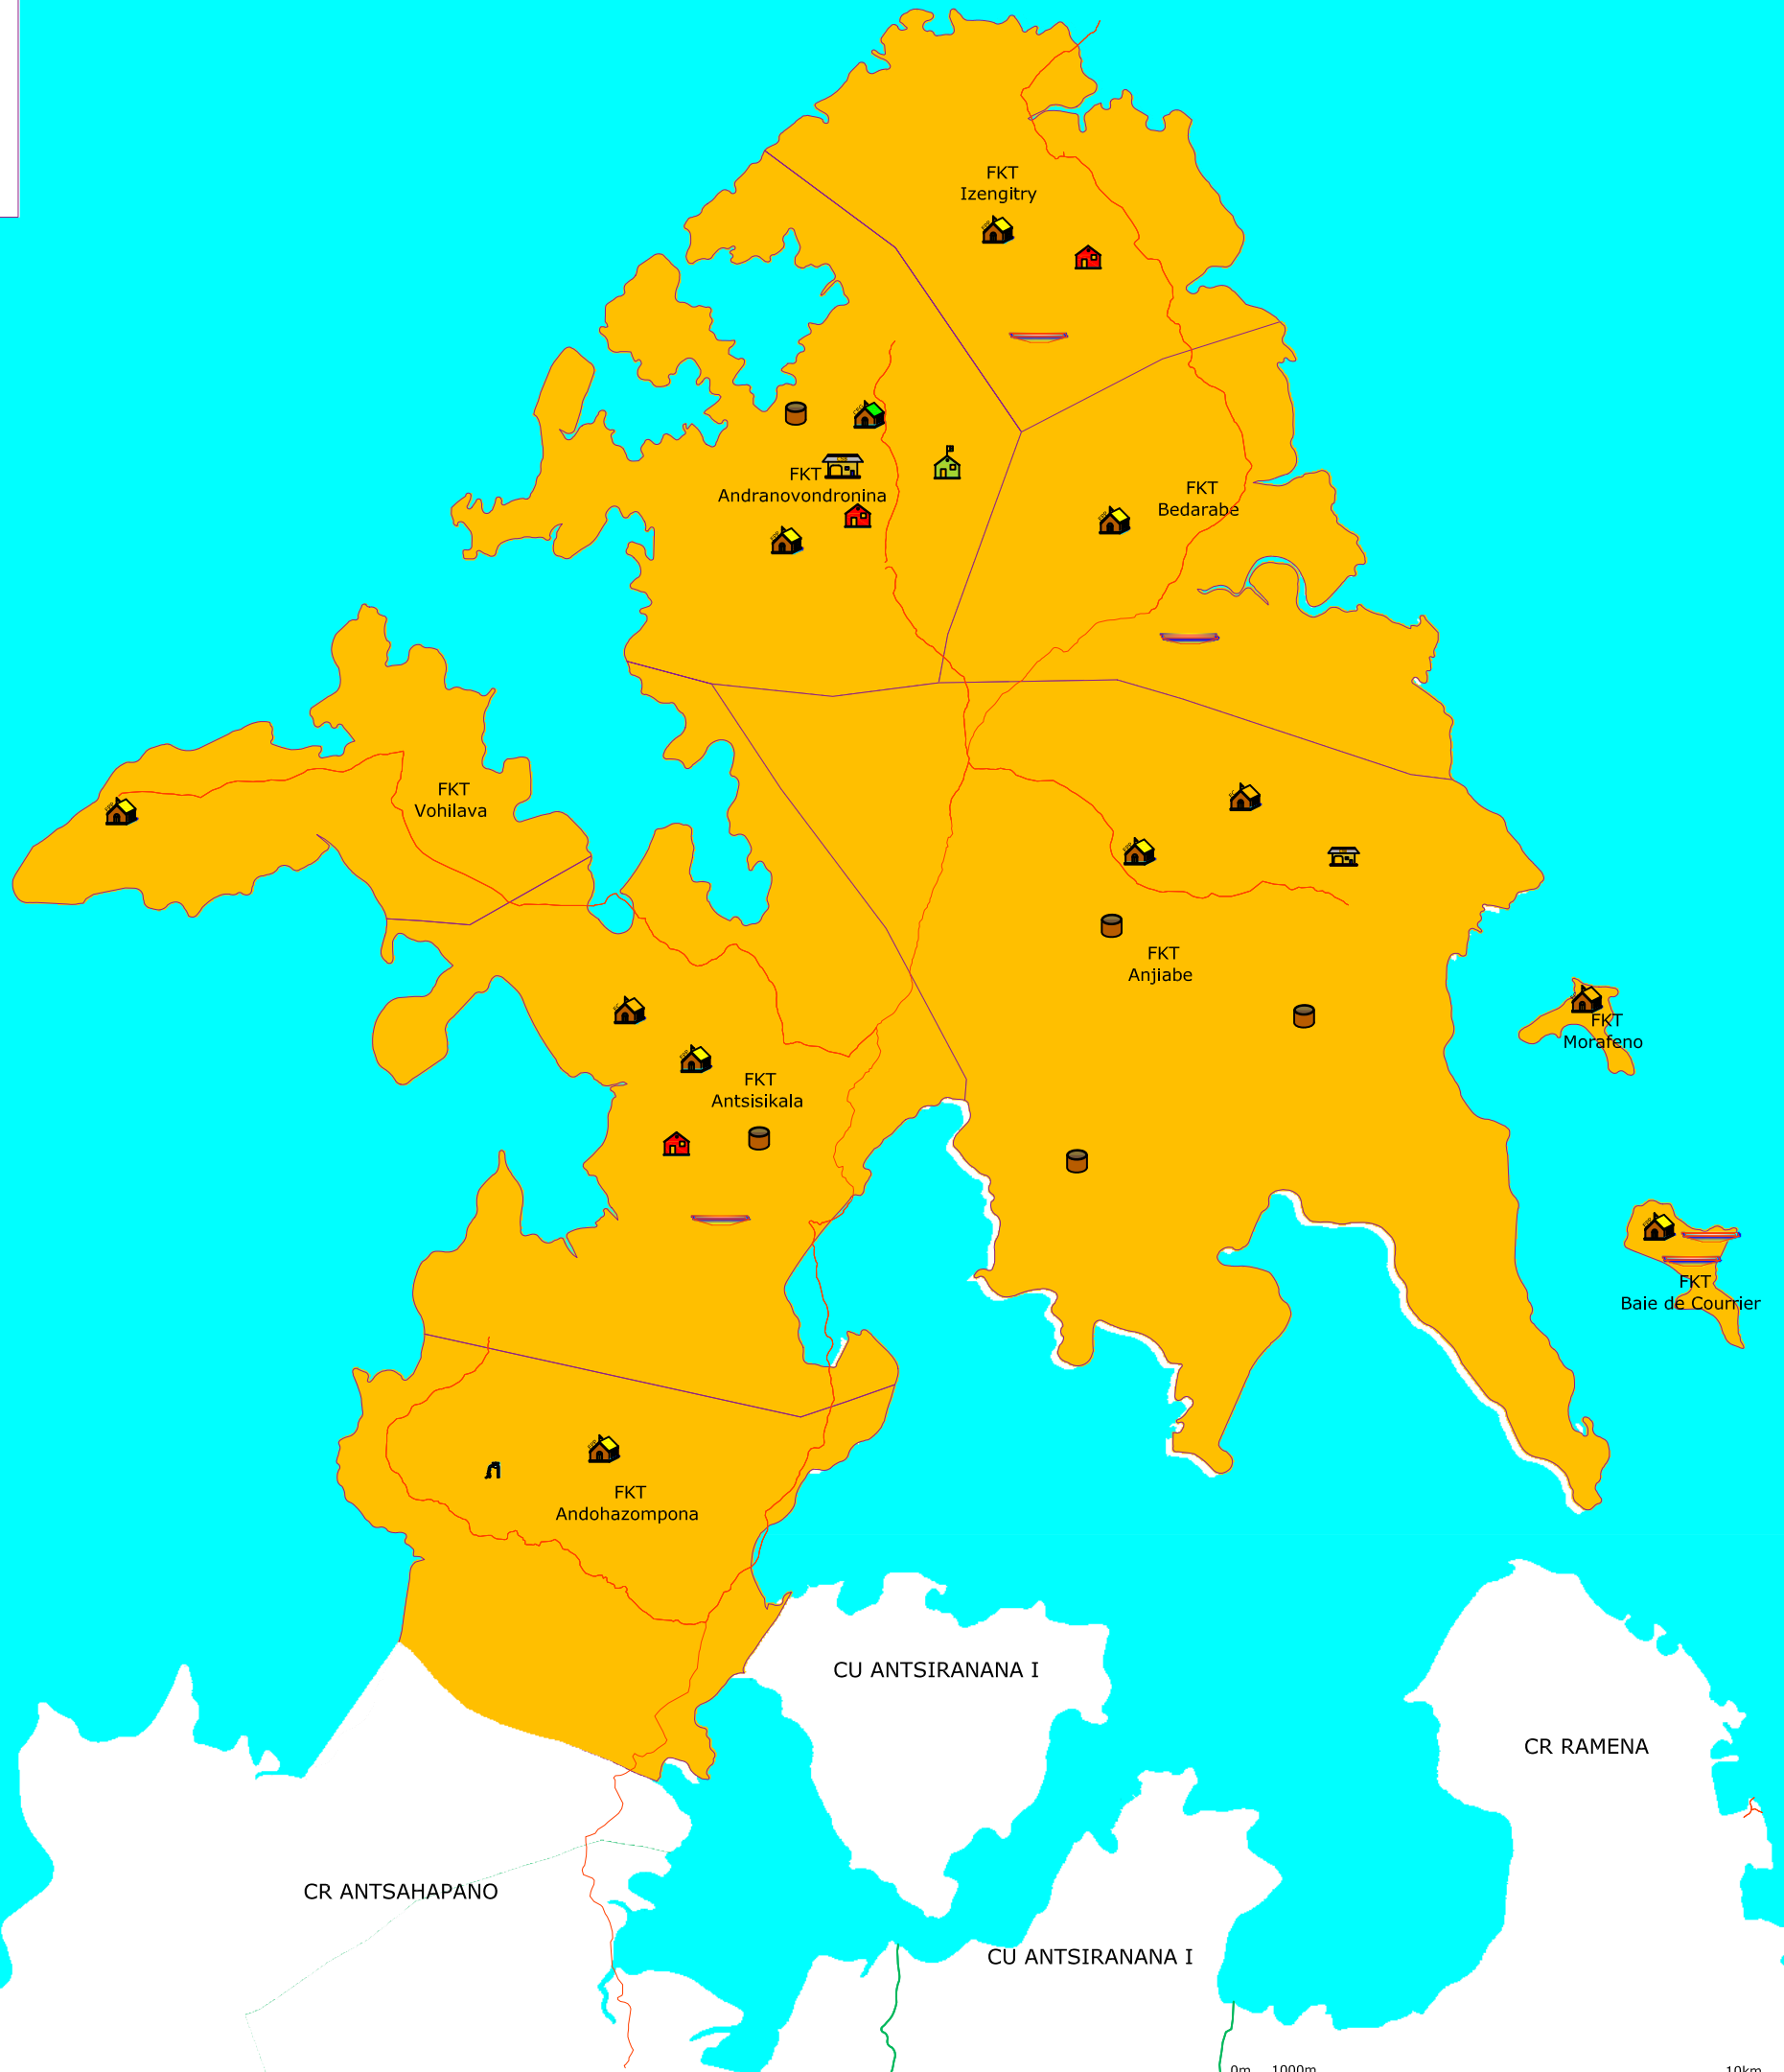 FKT
Izengitry
FKT
Andranovondronina
FKT
Bedarabe
FKT
Vohilava
FKT
Anjiabe
FKT
Morafeno
FKT
Antsisikala
FKT
Baie de Courrier
FKT
Andohazompona
CU ANTSIRANANA I
CR RAMENA
CR ANTSAHAPANO
CU ANTSIRANANA I
0m 1000m 10km